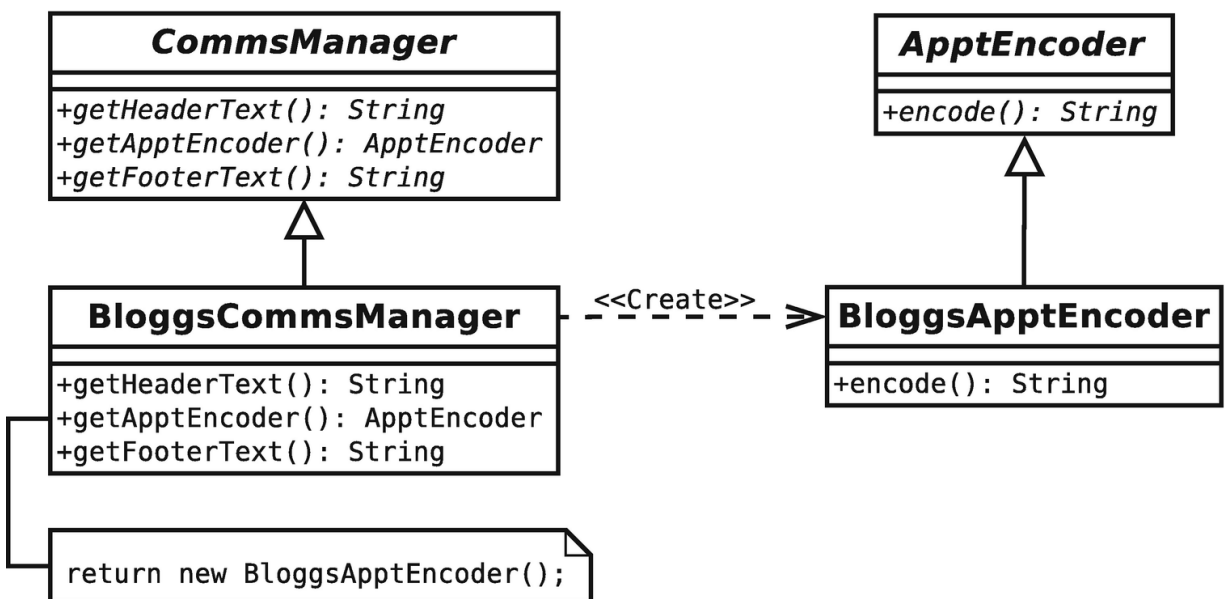 CommsManager
+getHeaderText(): String
+getApptEncoder(): ApptEncoder
+getFooterText(): String
ApptEncoder
+encode(): String
BloggsCommsManager
+getHeaderText(): String
+getApptEncoder(): ApptEncoder
+getFooterText(): String
<<Create>>
BloggsApptEncoder
+encode(): String
return new BloggsApptEncoder();